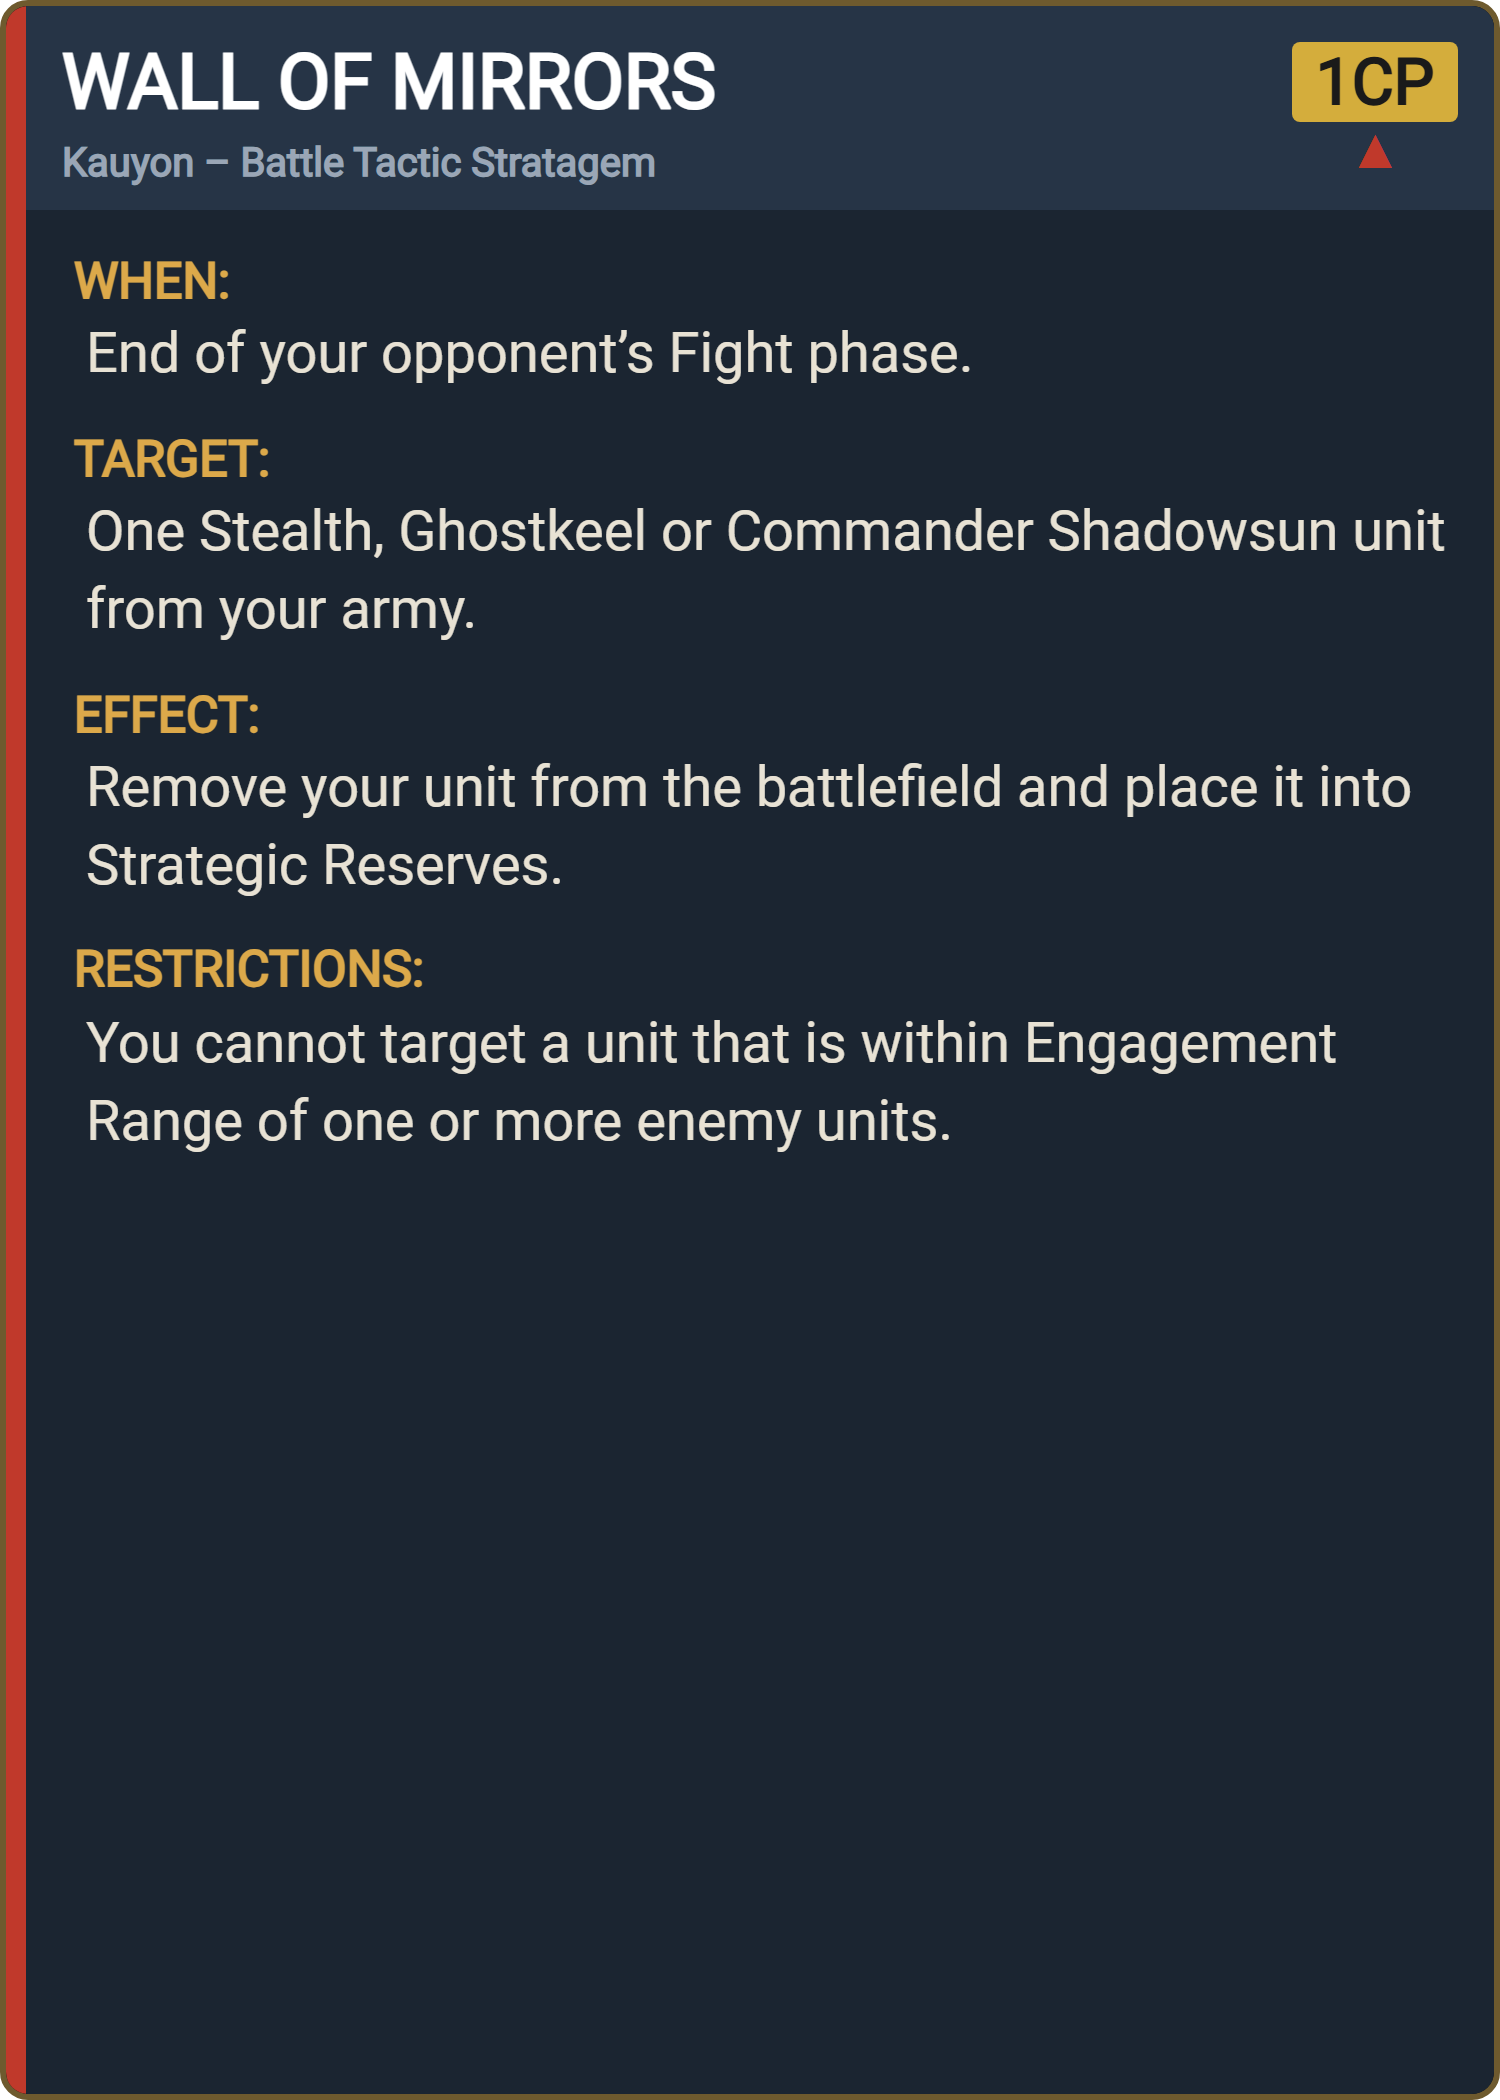 WALL OF MIRRORS
1CP
Kauyon – Battle Tactic Stratagem
WHEN:
End of your opponent’s Fight phase.
TARGET:
One Stealth, Ghostkeel or Commander Shadowsun unit
from your army.
EFFECT:
Remove your unit from the battlefield and place it into
Strategic Reserves.
RESTRICTIONS:
You cannot target a unit that is within Engagement
Range of one or more enemy units.